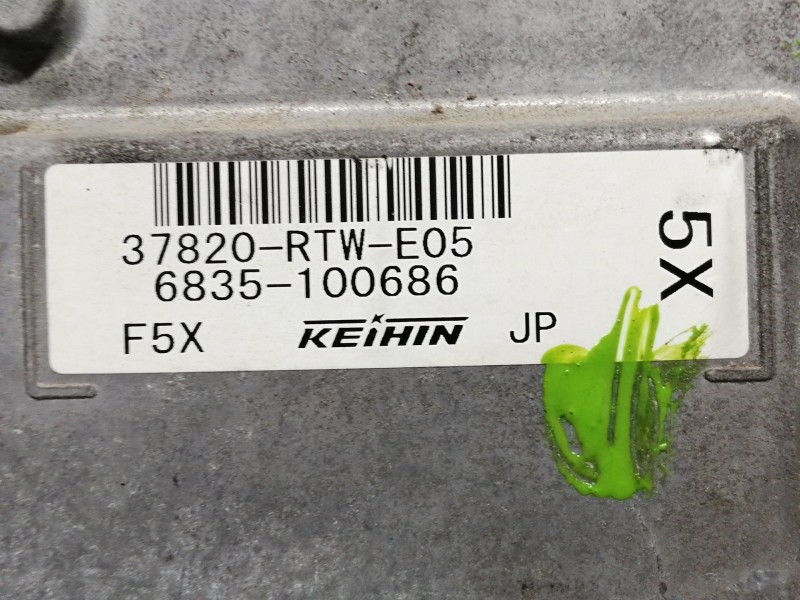 37820-RTW-E05
6835-100686
F5X KEIHIN JP
5X